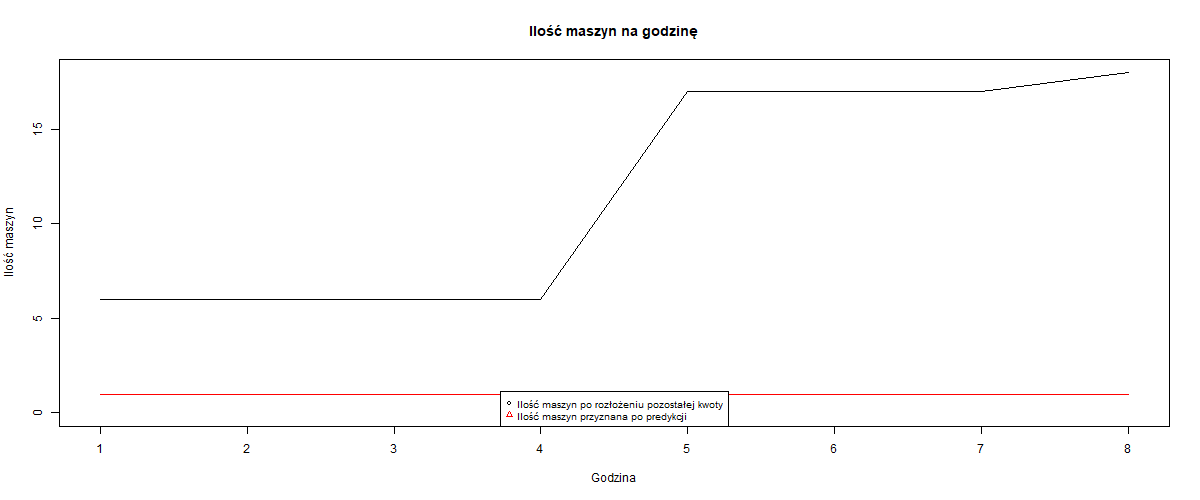 Ilość maszyn na godzinę
Ilość maszyn
15
10
5
0
Ilość maszyn po rozłożeniu pozostałej kwoty
Ilość maszyn przyznana po predykcji
1 2 3 4 5 6 7 8
Godzina